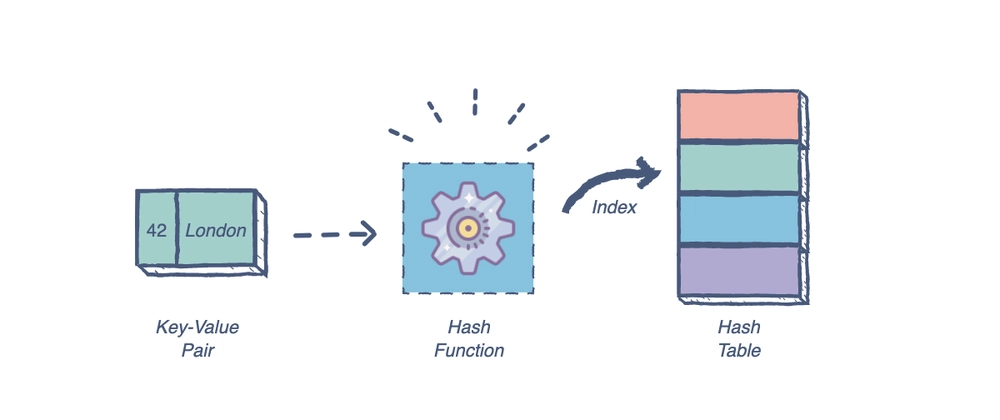 42 London
Index
Key-Value
Pair
Hash
Function
Hash
Table